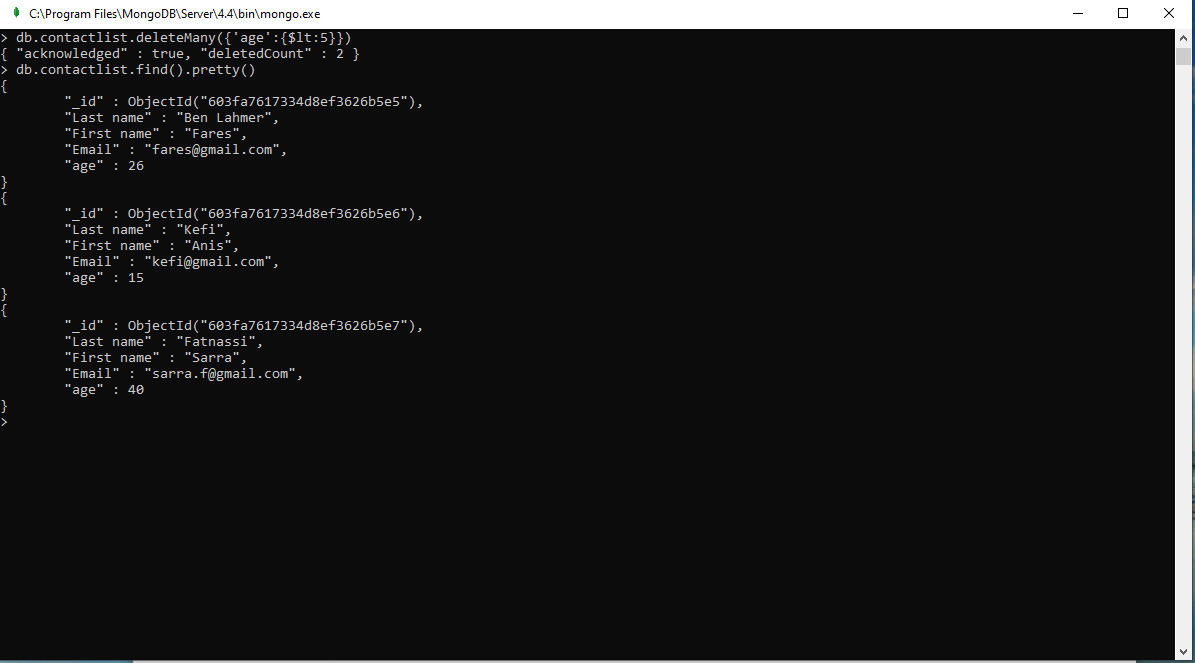 C:\Program Files\MongoDB\Server\4.4\bin\mongo.exe
> db.contactlist.deleteMany({'age':{$lt:5}})
{ "acknowledged" : true, "deletedCount" : 2 }
> db.contactlist.find().pretty()
{
        "_id" : ObjectId("603fa7617334d8ef3626b5e5"),
        "Last name" : "Ben Lahmer",
        "First name" : "Fares",
        "Email" : "fares@gmail.com",
        "age" : 26
}
{
        "_id" : ObjectId("603fa7617334d8ef3626b5e6"),
        "Last name" : "Kefi",
        "First name" : "Anis",
        "Email" : "kefi@gmail.com",
        "age" : 15
}
{
        "_id" : ObjectId("603fa7617334d8ef3626b5e7"),
        "Last name" : "Fatnassi",
        "First name" : "Sarra",
        "Email" : "sarra.f@gmail.com",
        "age" : 40
}
>